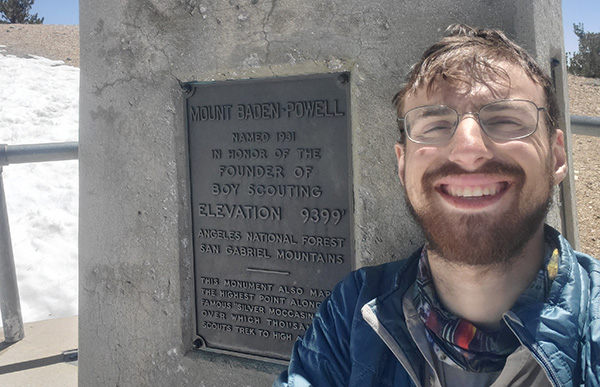 MOUNT BADEN-POWELL
NAMED 1931
IN HONOR OF THE
FOUNDER OF
BOY SCOUTING
ELEVATION 9399'
ANGELES NATIONAL FOREST
SAN GABRIEL MOUNTAINS
THIS MONUMENT ALSO
THE HIGHEST POINT
FAMOUS "SILVER MOCCASIN
OVER WHICH
SCOUTS TREK TO HIGH